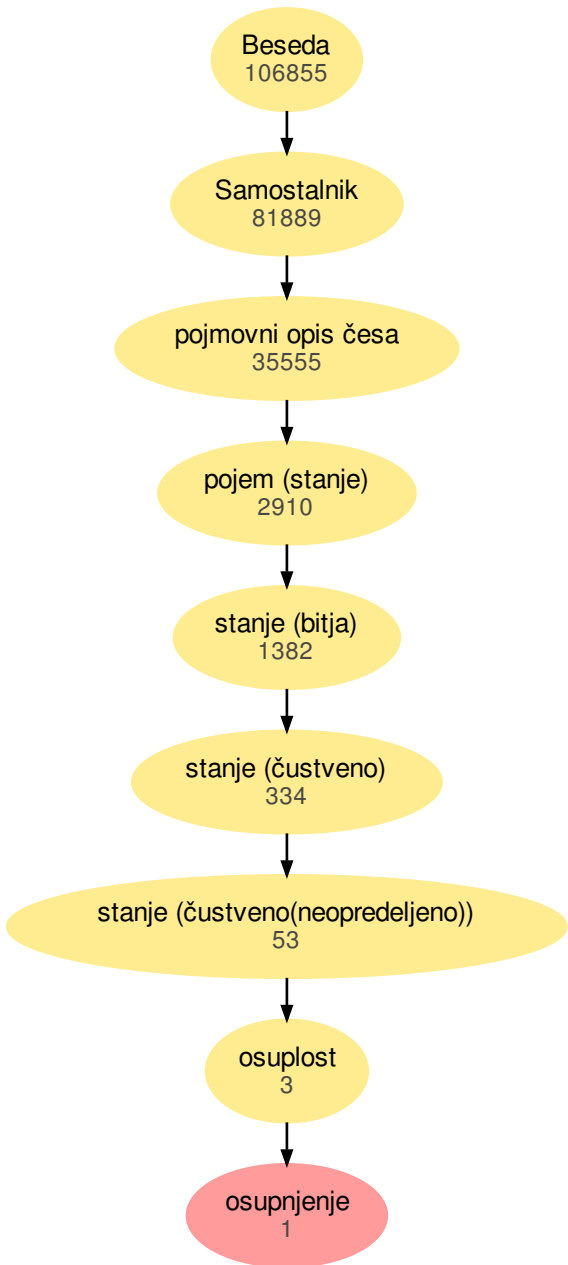 Beseda
106855
Samostalnik
81889
pojmovni opis česa
35555
pojem (stanje)
2910
stanje (bitja)
1382
stanje (čustveno)
334
stanje (čustveno(neopredeljeno))
53
osuplost
3
osupnjenje
1